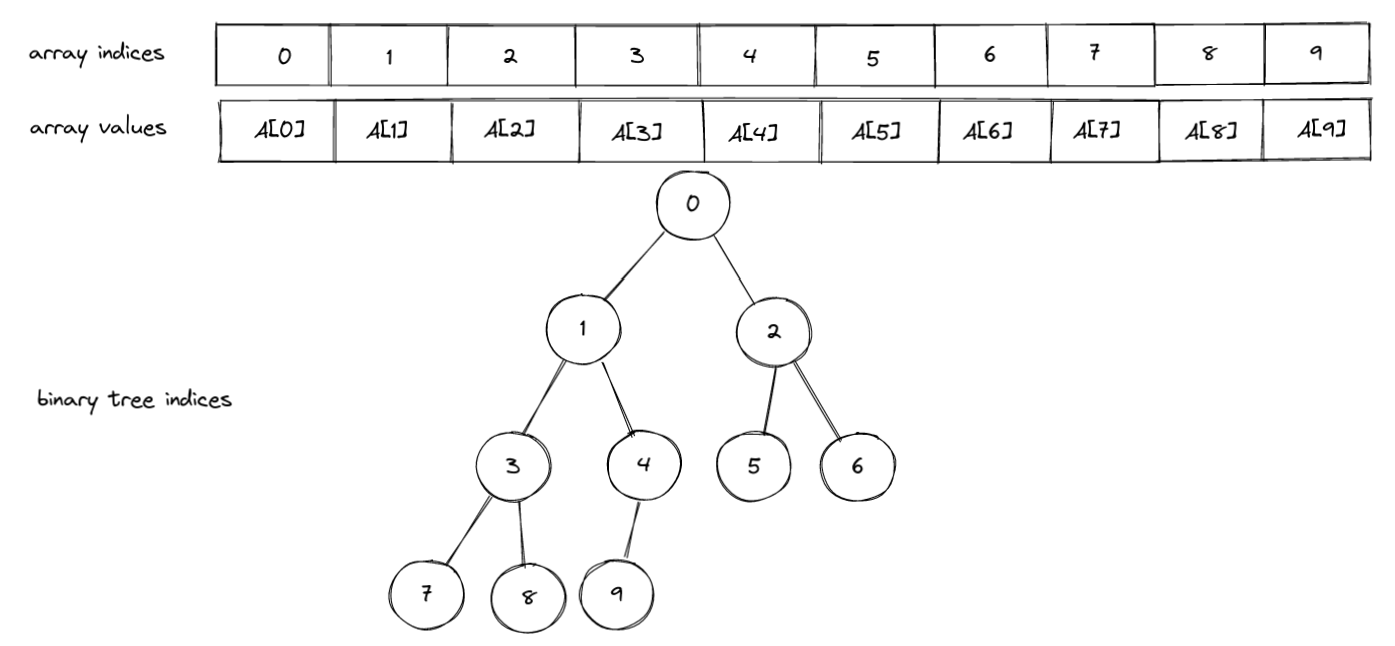 array indices 0 1 2 3 4 5 6 7 8 9
array values A[0] A[1] A[2] A[3] A[4] A[5] A[6] A[7] A[8] A[9]
0
1 2
binary tree indices
3 4 5 6
7 8 9